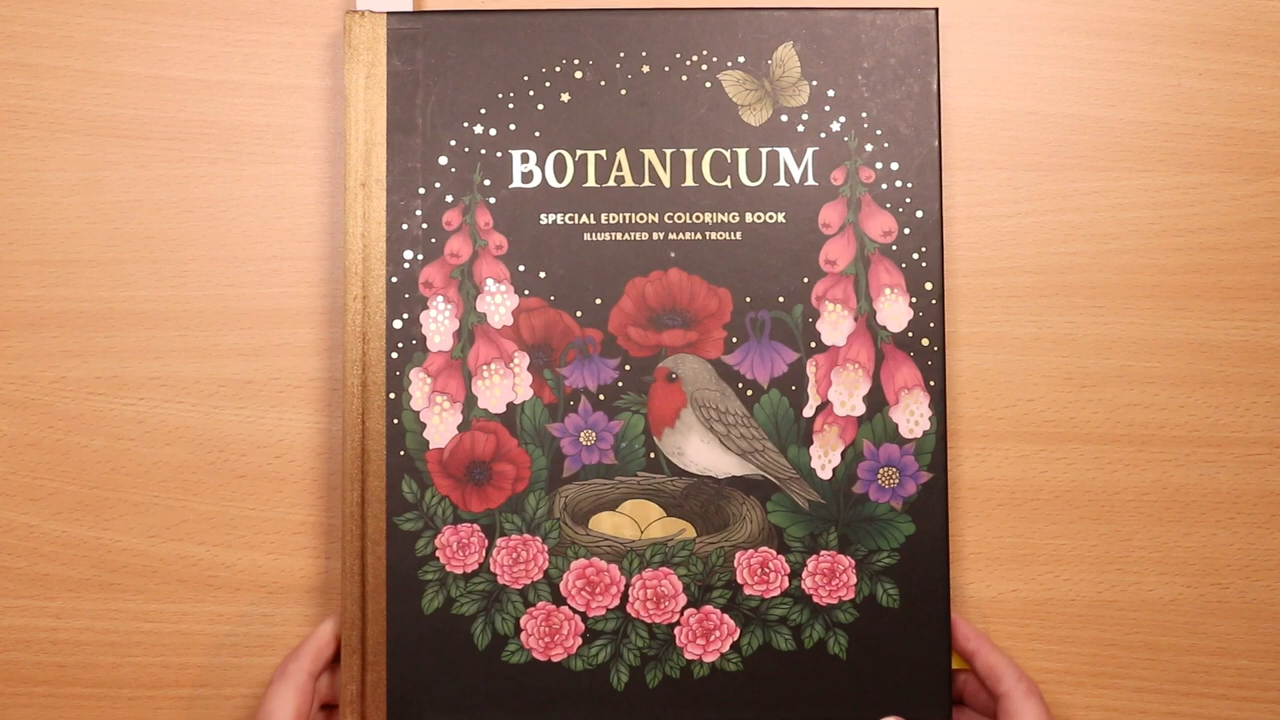 BOTANICUM
SPECIAL EDITION COLORING BOOK
ILLUSTRATED BY MARIA TROLLE